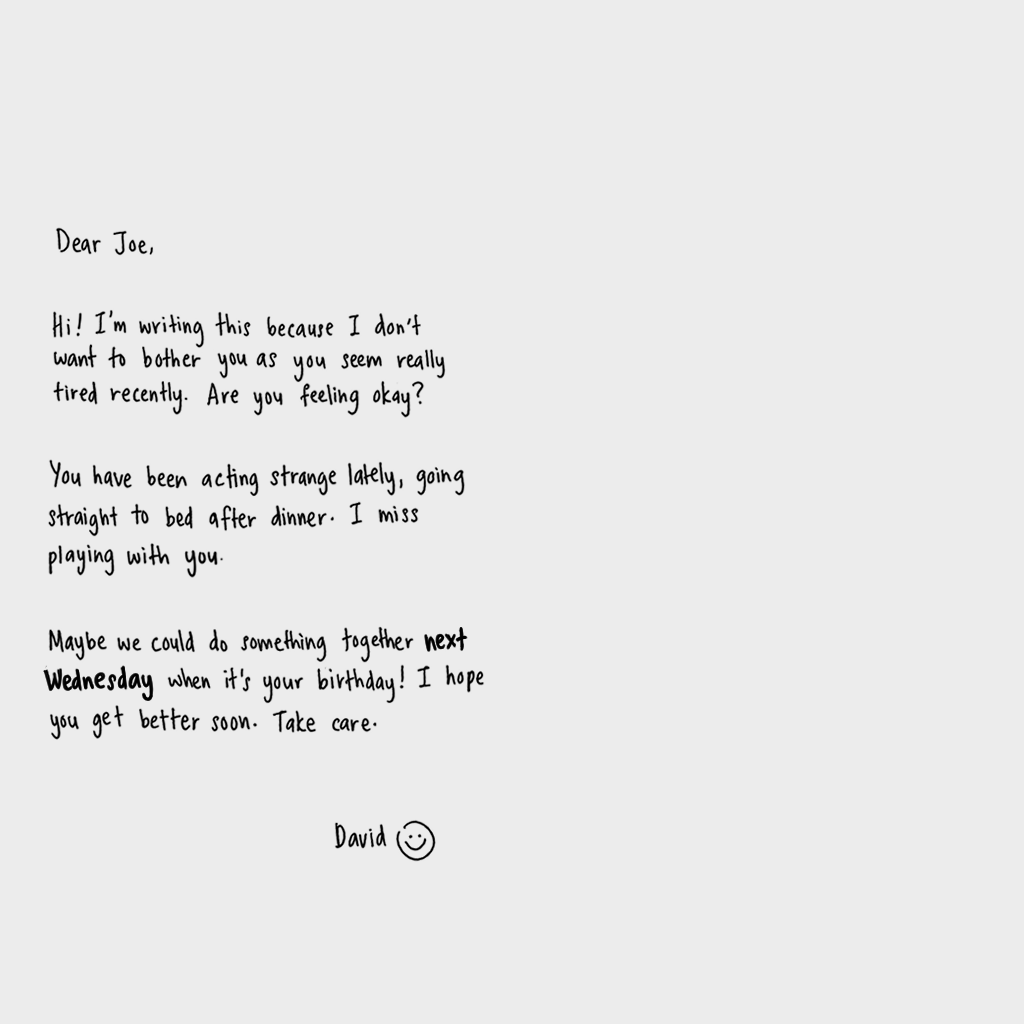 Dear Joe,
Hi! I'm writing this because I don't
want to bother you as you seem really
tired recently. Are you feeling okay?
You have been acting strange lately, going
straight to bed after dinner. I miss
playing with you.
Maybe we could do something together next
Wednesday when it's your birthday! I hope
you get better soon. Take care.
David